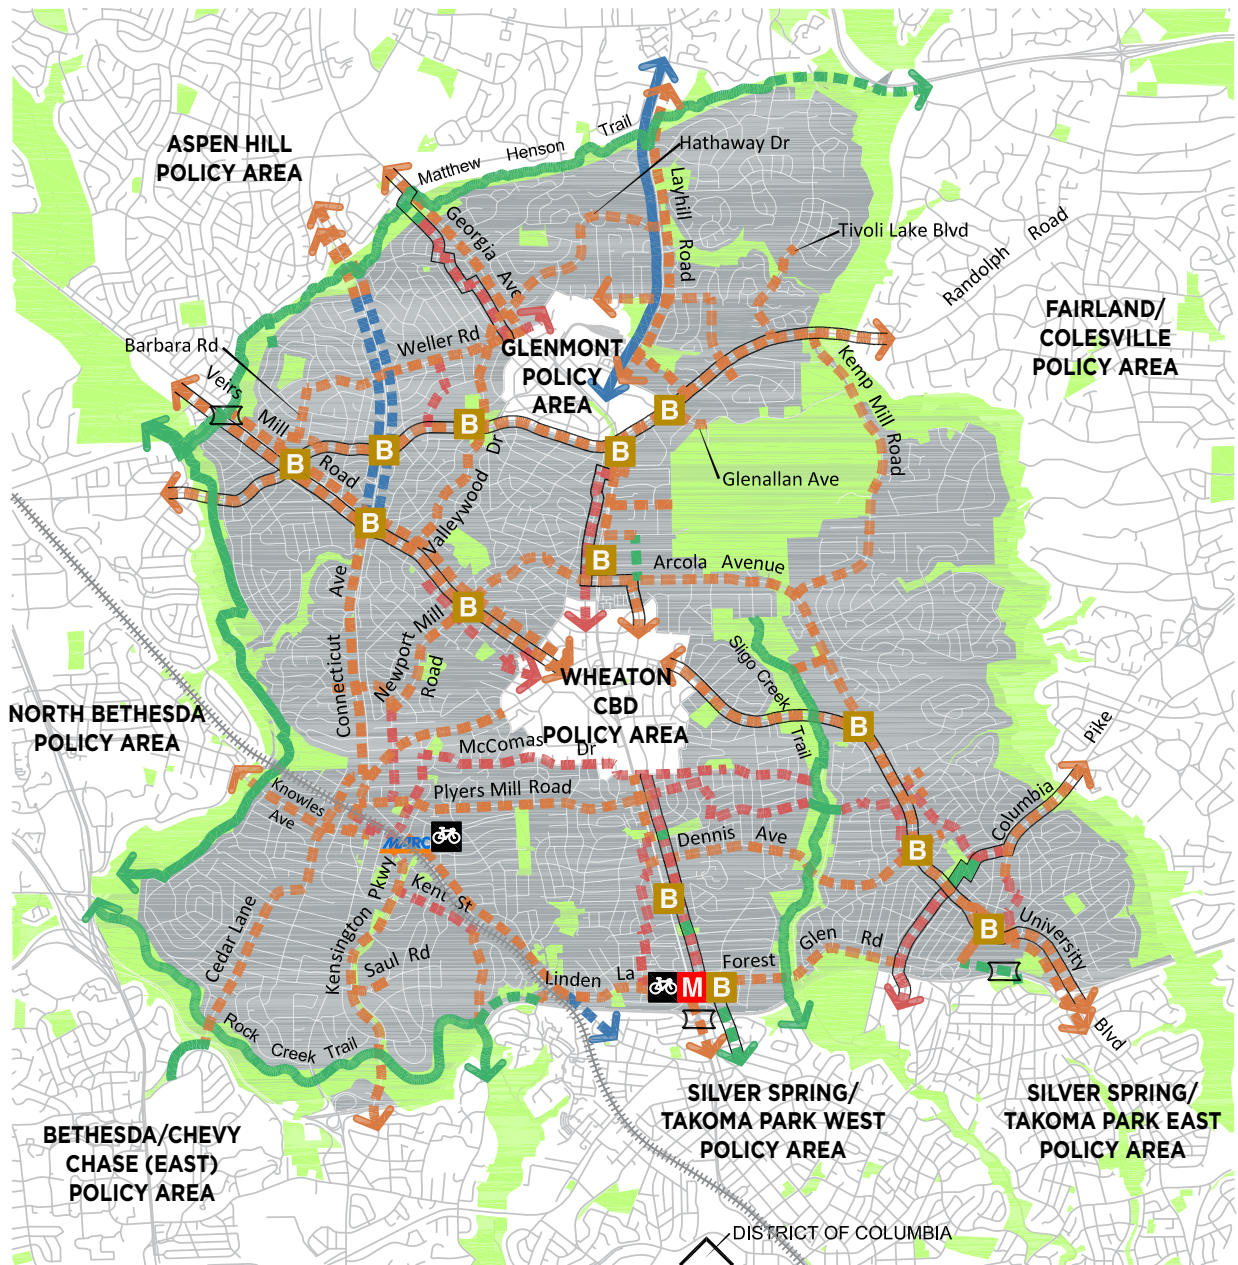 Hathaway Dr
Trail
Henson
Matthew
ASPEN HILL
POLICY AREA
Layhill
Road
Georgia Ave
Tivoli Lake Blvd
Randolph Road
FAIRLAND/
COLESVILLE
POLICY AREA
Barbara Rd
Weller Rd
GLENMONT
POLICY
AREA
Veirs
Mill
Road
Kemp Mill Road
B
B
B
B
B
Valleywood Dr
Glenallan Ave
B
B
Arcola Avenue
Connecticut Ave
B
Newport Mill
Road
Sligo Creek
Trail
WHEATON
CBD
POLICY AREA
NORTH BETHESDA
POLICY AREA
McComas Dr
B
Pike
Columbia
Knowles
Ave
Plyers Mill Road
Dennis Ave
MARC
B
Kent St
Kensington Pkwy
Cedar Lane
Saul Rd
B
University
Blvd
B
Glen Rd
Forest
Linden La
M
B
Rock Creek Trail
SILVER SPRING/
TAKOMA PARK WEST
POLICY AREA
SILVER SPRING/
TAKOMA PARK EAST
POLICY AREA
BETHESDA/CHEVY
CHASE (EAST)
POLICY AREA
DISTRICT OF COLUMBIA